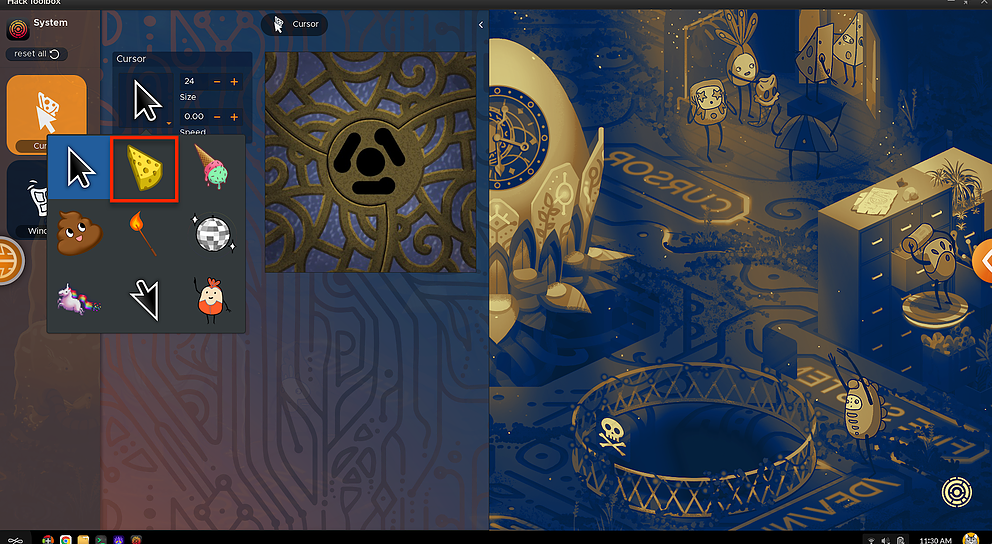 Hack Toolbox
System
Cursor
reset all
Cursor
24
Size
0.00
Speed
CURSOR
11:30 AM